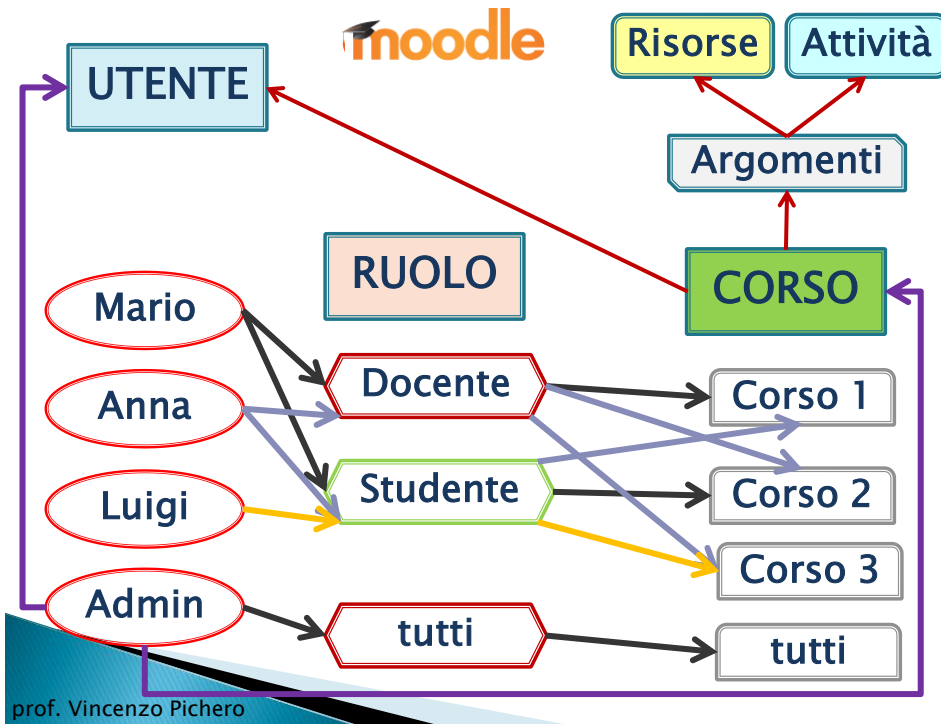 moodle
Risorse
Attività
UTENTE
Argomenti
RUOLO
CORSO
Mario
Docente
Corso 1
Anna
Studente
Corso 2
Luigi
Corso 3
Admin
tutti
tutti
prof. Vincenzo Pichero